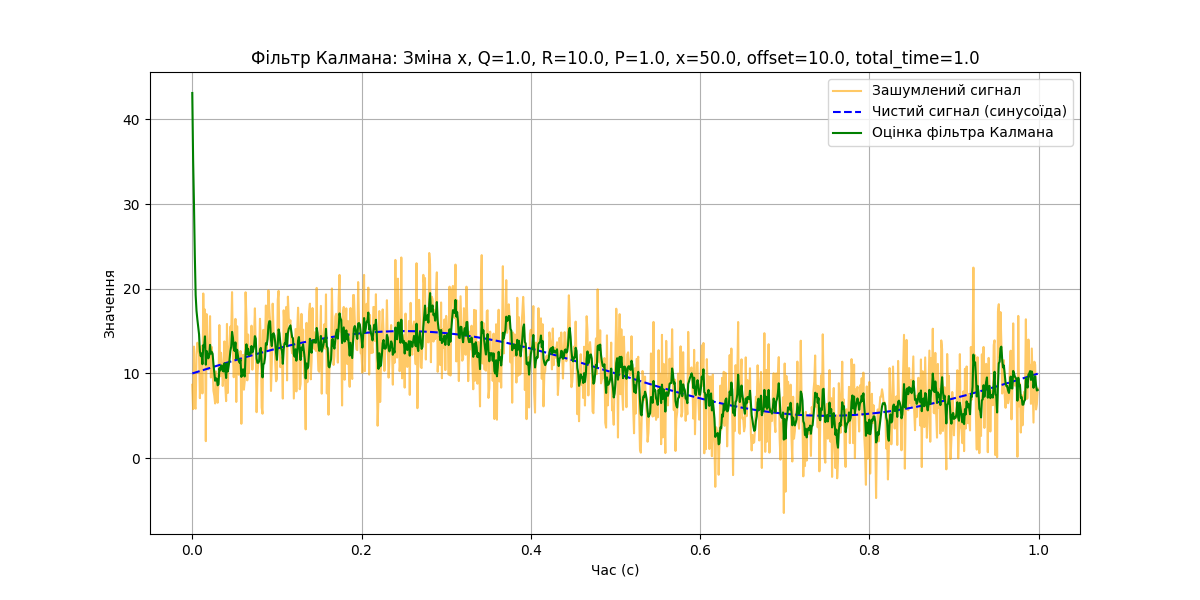 Фільтр Калмана: Зміна x, Q=1.0, R=10.0, P=1.0, x=50.0, offset=10.0, total_time=1.0
Зашумлений сигнал
Чистий сигнал (синусоїда)
Оцінка фільтра Калмана
Значення
40
30
20
10
0
0.0 0.2 0.4 0.6 0.8 1.0
Час (с)